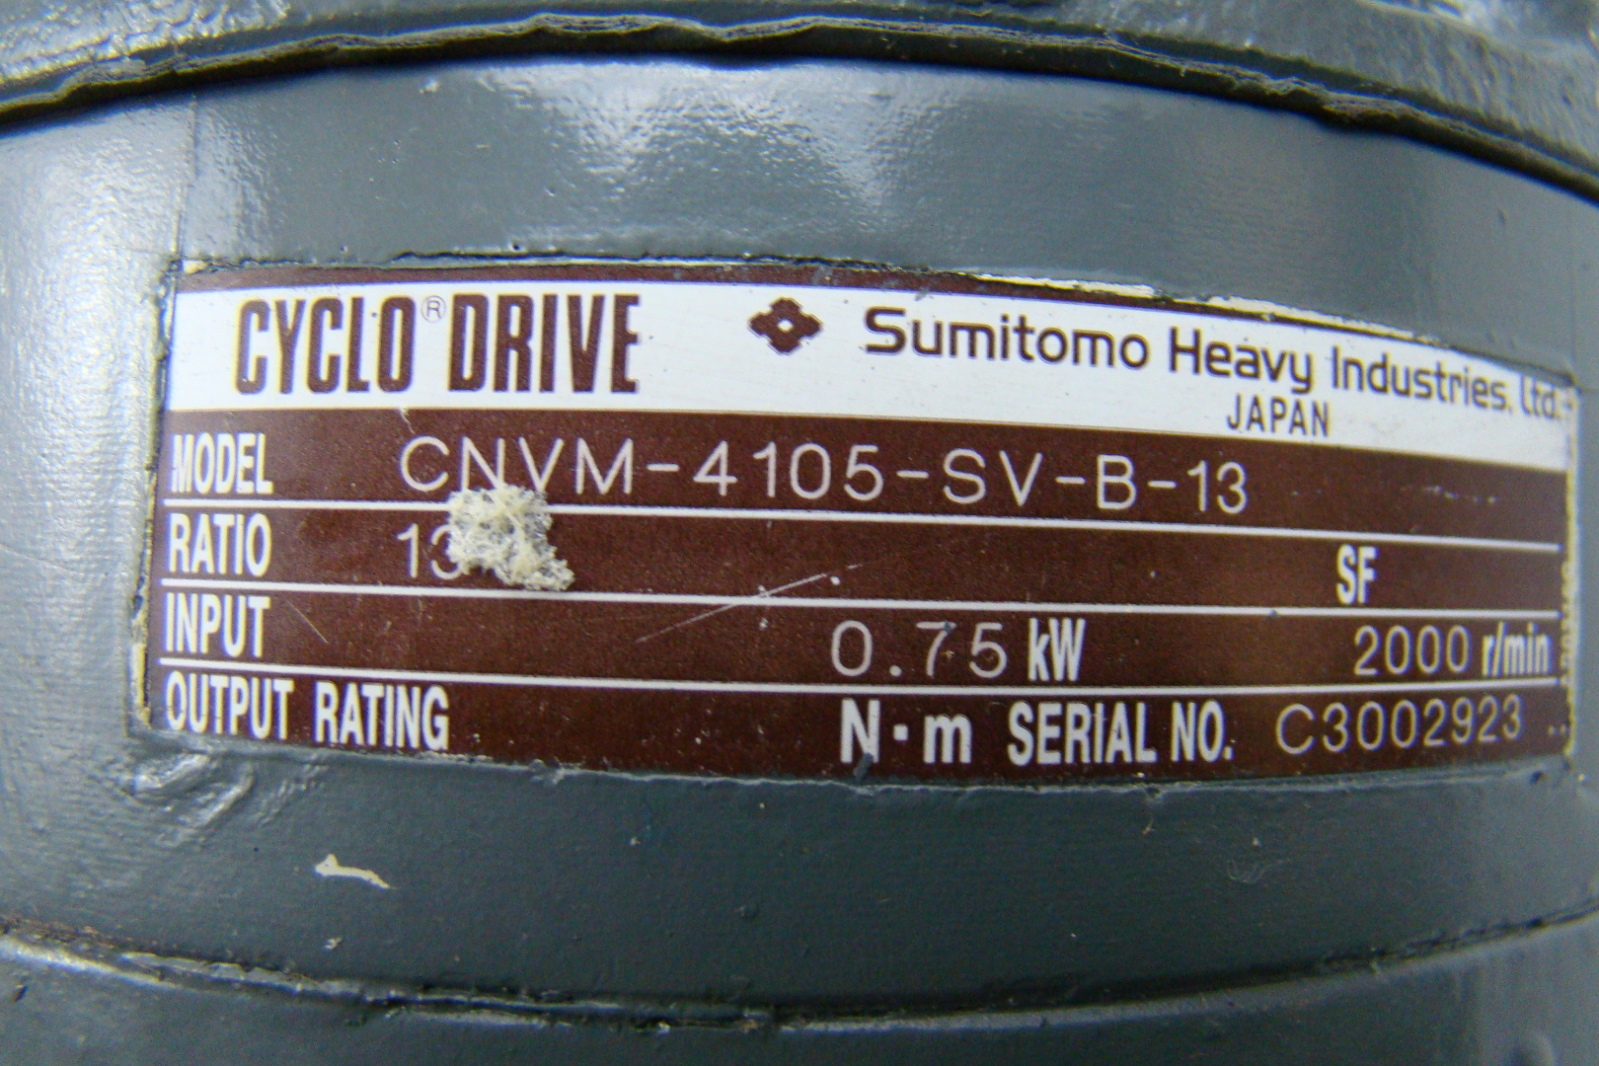 CYCLO® DRIVE Sumitomo Heavy Industries, Ltd.
JAPAN
MODEL CNVM-4105-SV-B-13
RATIO 13 SF
INPUT 0.75 kW 2000 r/min
OUTPUT RATING N·m SERIAL NO. C3002923